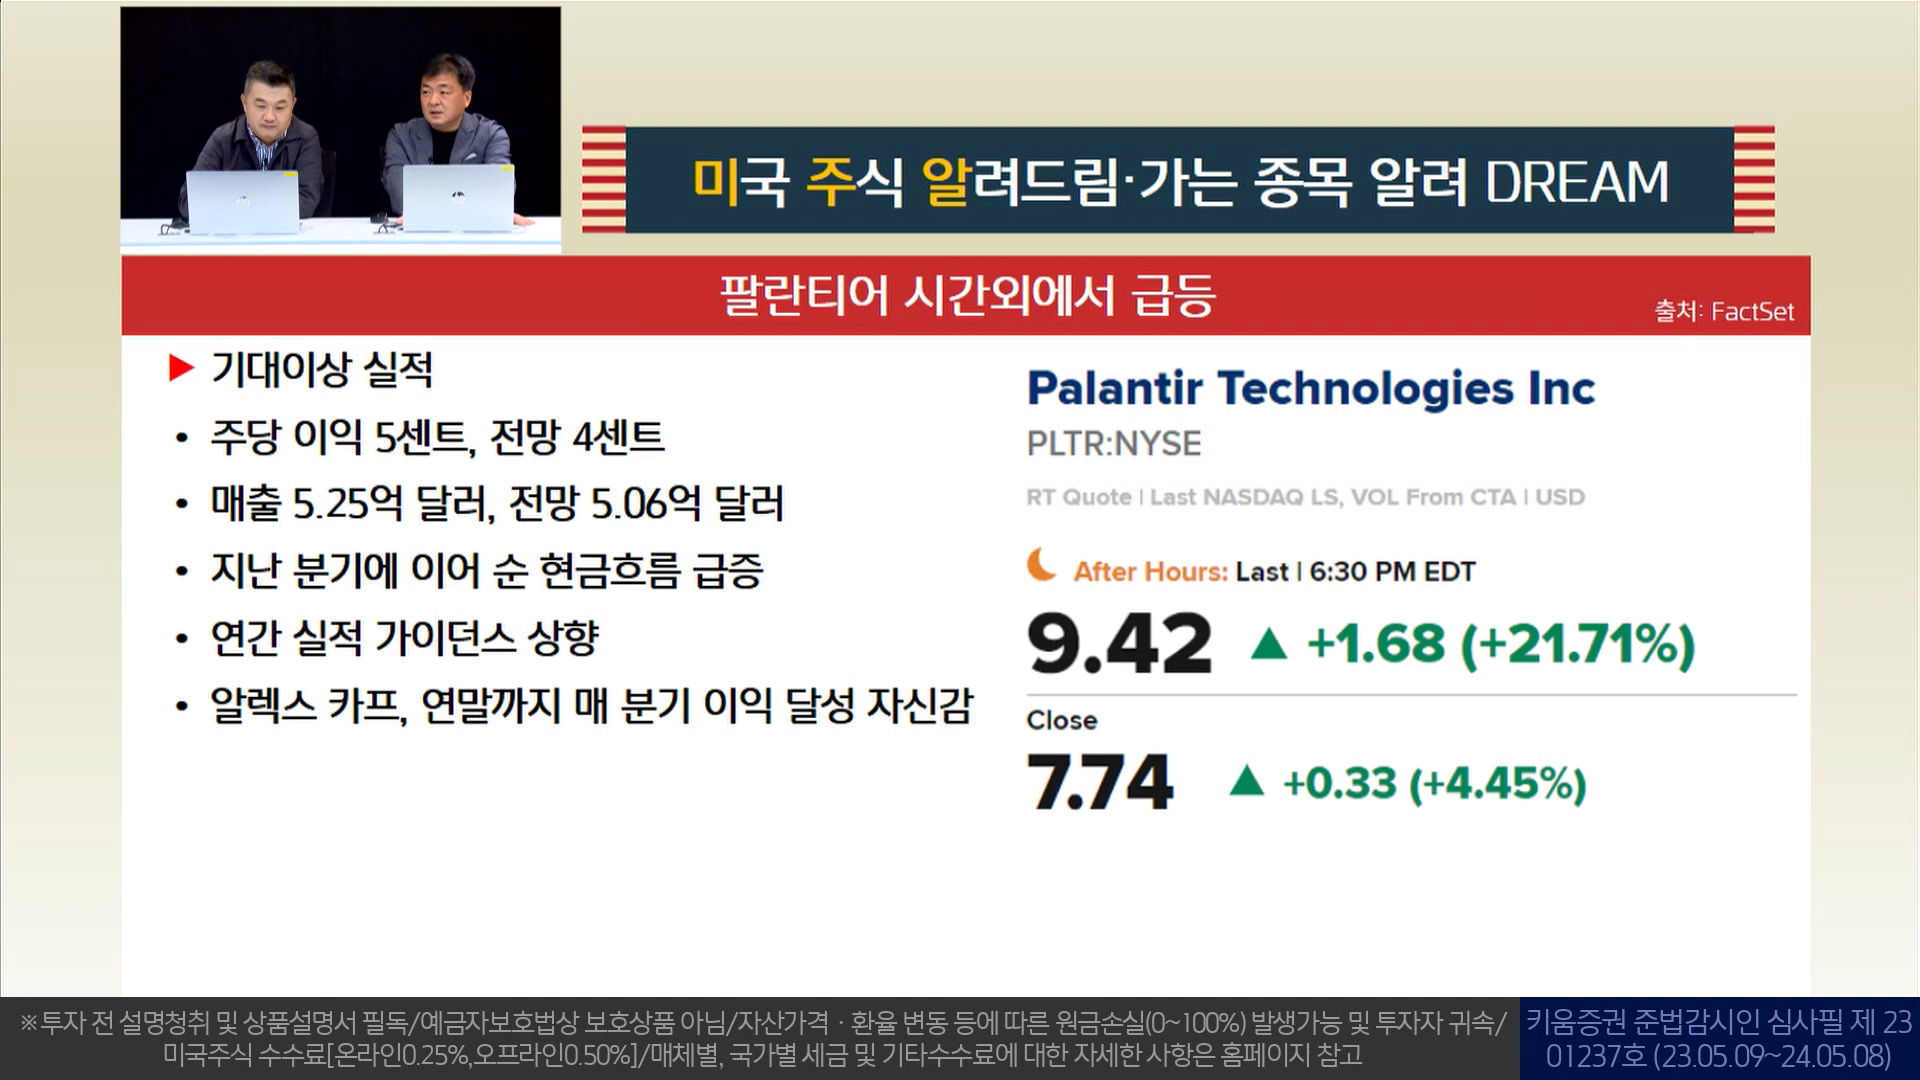 미국 주식 알려드림·가는 종목 알려 DREAM
팔란티어 시간외에서 급등
출처: FactSet
▶ 기대이상 실적
• 주당 이익 5센트, 전망 4센트
• 매출 5.25억 달러, 전망 5.06억 달러
• 지난 분기에 이어 순 현금흐름 급증
• 연간 실적 가이던스 상향
• 알렉스 카프, 연말까지 매 분기 이익 달성 자신감
Palantir Technologies Inc
PLTR:NYSE
RT Quote | Last NASDAQ LS, VOL From CTA | USD
After Hours: Last | 6:30 PM EDT
9.42 ▲ +1.68 (+21.71%)
Close
7.74 ▲ +0.33 (+4.45%)
※투자 전 설명청취 및 상품설명서 필독/예금자보호법상 보호상품 아님/자산가격 · 환율 변동 등에 따른 원금손실(0~100%) 발생가능 및 투자자 귀속/
미국주식 수수료[온라인0.25%,오프라인0.50%]/매체별, 국가별 세금 및 기타수수료에 대한 자세한 사항은 홈페이지 참고
키움증권 준법감시인 심사필 제 23
01237호 (23.05.09~24.05.08)